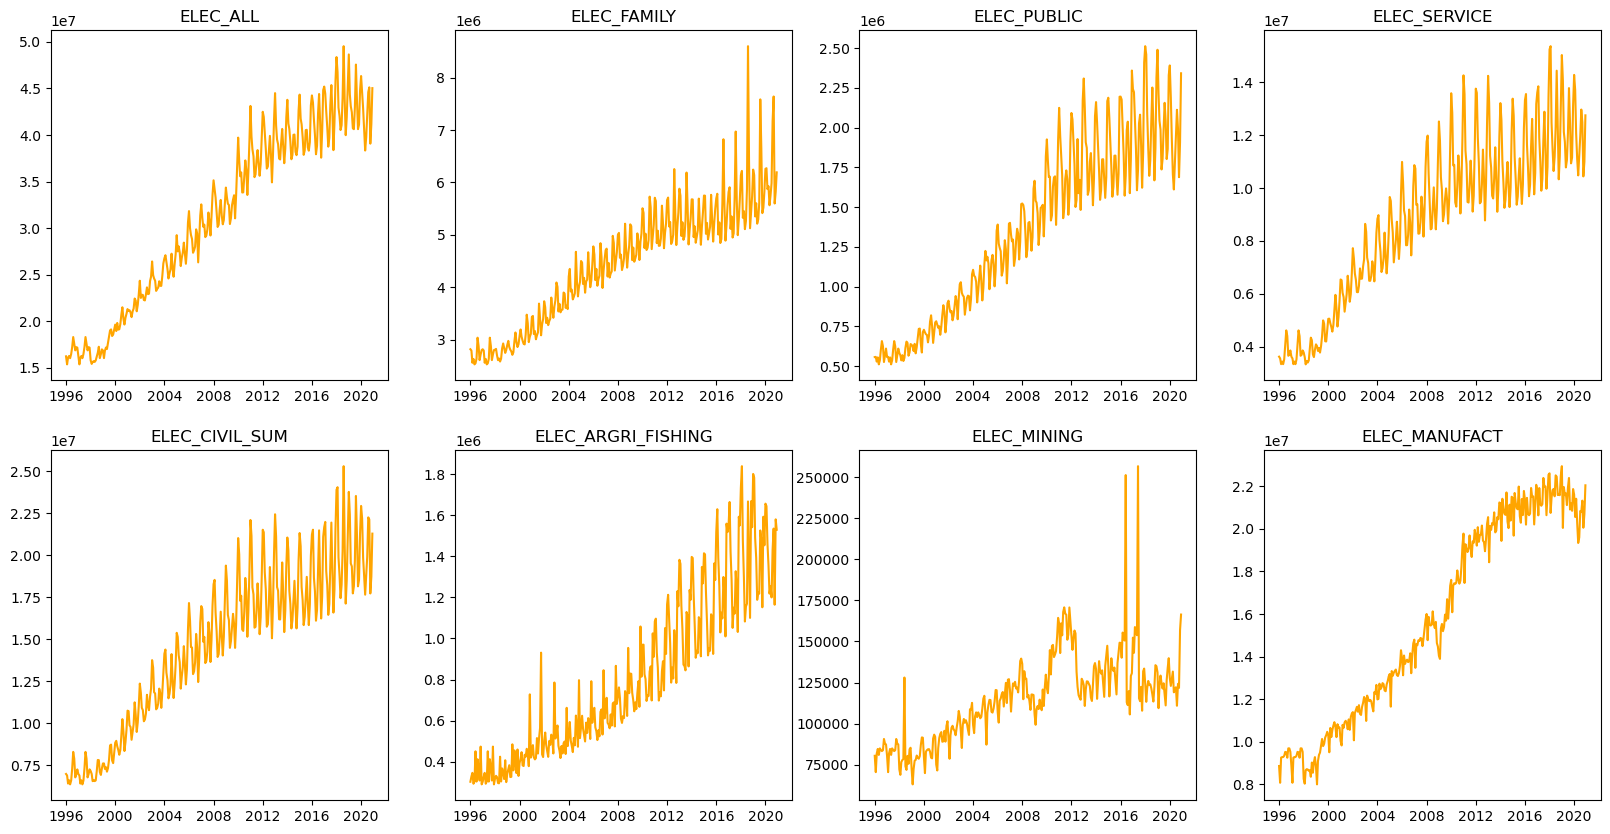 ELEC_ALL
1e7
5.0
4.5
4.0
3.5
3.0
2.5
2.0
1.5
1996 2000 2004 2008 2012 2016 2020
ELEC_FAMILY
1e6
8
7
6
5
4
3
1996 2000 2004 2008 2012 2016 2020
ELEC_PUBLIC
1e6
2.50
2.25
2.00
1.75
1.50
1.25
1.00
0.75
0.50
1996 2000 2004 2008 2012 2016 2020
ELEC_SERVICE
1e7
1.4
1.2
1.0
0.8
0.6
0.4
1996 2000 2004 2008 2012 2016 2020
ELEC_CIVIL_SUM
1e7
2.50
2.25
2.00
1.75
1.50
1.25
1.00
0.75
1996 2000 2004 2008 2012 2016 2020
ELEC_ARGRI_FISHING
1e6
1.8
1.6
1.4
1.2
1.0
0.8
0.6
0.4
1996 2000 2004 2008 2012 2016 2020
ELEC_MINING
250000
225000
200000
175000
150000
125000
100000
75000
1996 2000 2004 2008 2012 2016 2020
ELEC_MANUFACT
1e7
2.2
2.0
1.8
1.6
1.4
1.2
1.0
0.8
1996 2000 2004 2008 2012 2016 2020